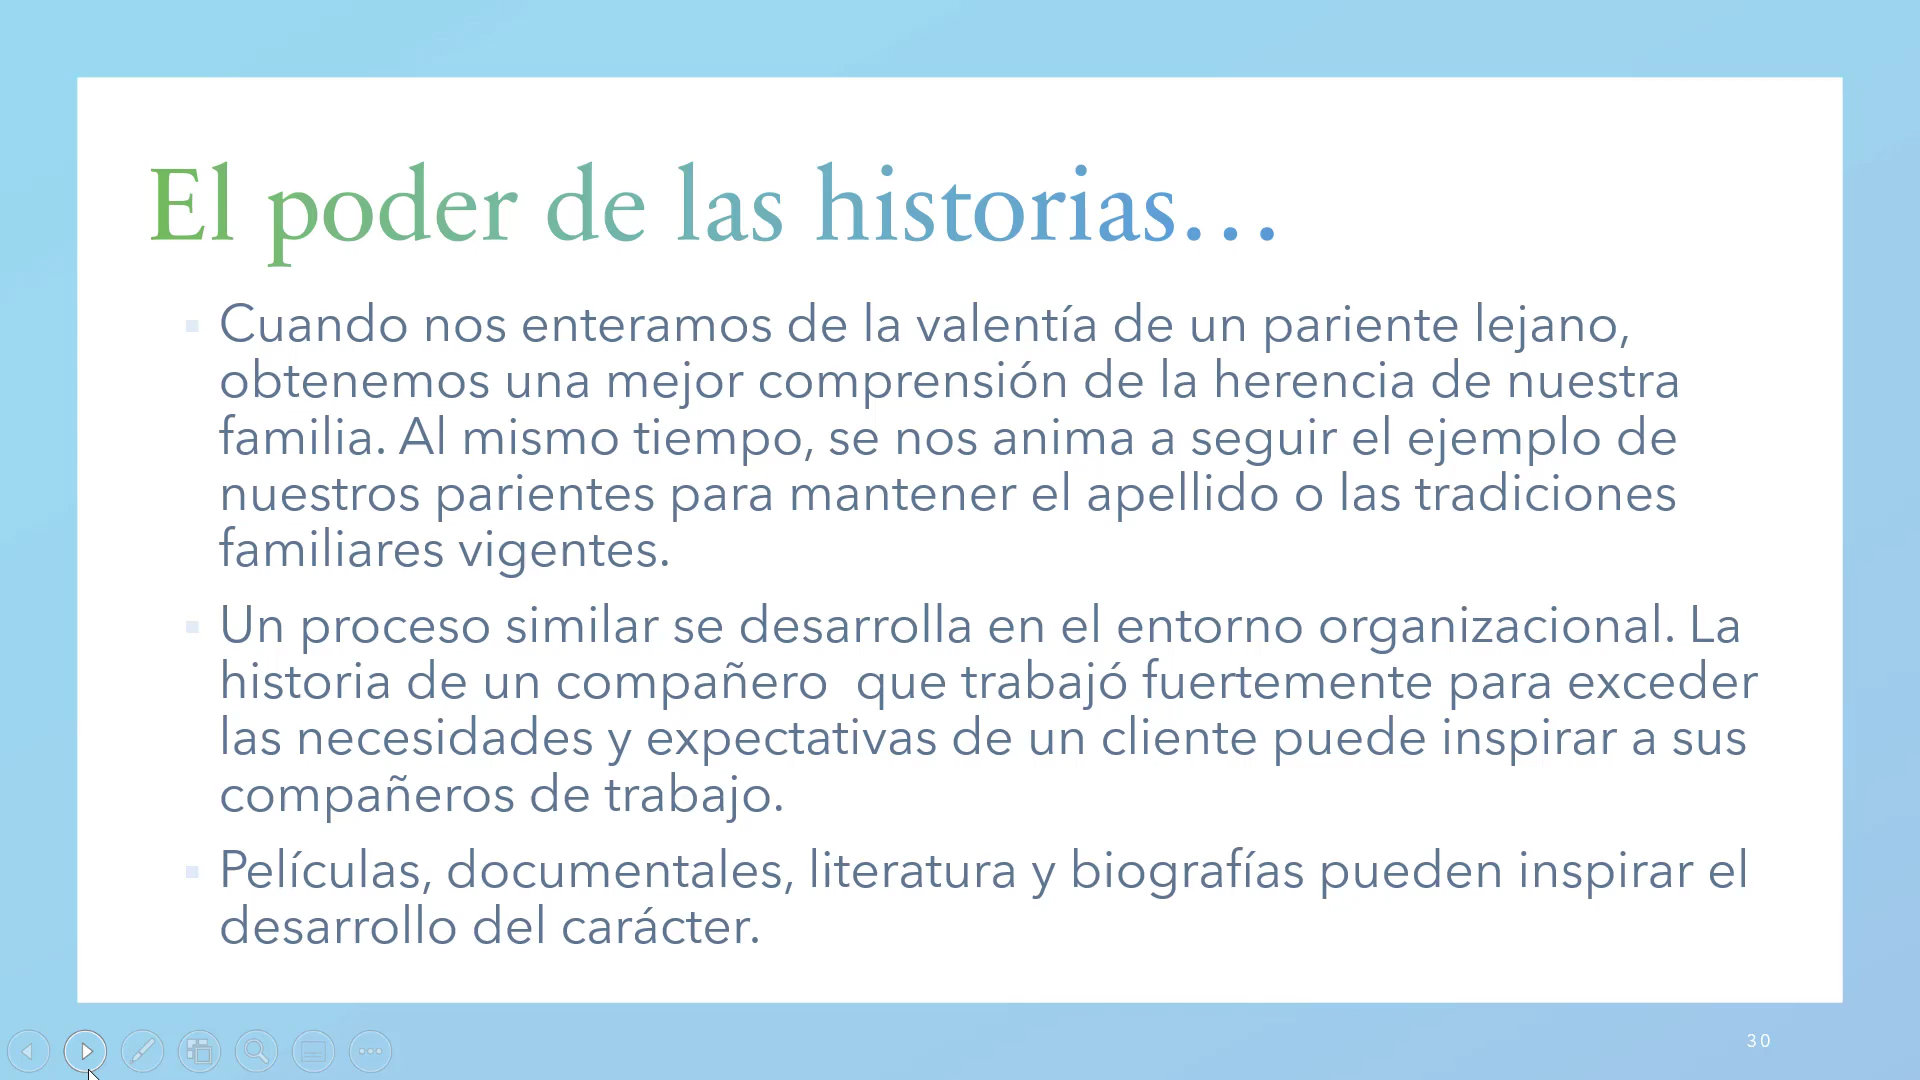 El poder de las historias...
Cuando nos enteramos de la valentía de un pariente lejano,
obtenemos una mejor comprensión de la herencia de nuestra
familia. Al mismo tiempo, se nos anima a seguir el ejemplo de
nuestros parientes para mantener el apellido o las tradiciones
familiares vigentes.
Un proceso similar se desarrolla en el entorno organizacional. La
historia de un compañero  que trabajó fuertemente para exceder
las necesidades y expectativas de un cliente puede inspirar a sus
compañeros de trabajo.
Películas, documentales, literatura y biografías pueden inspirar el
desarrollo del carácter.
30